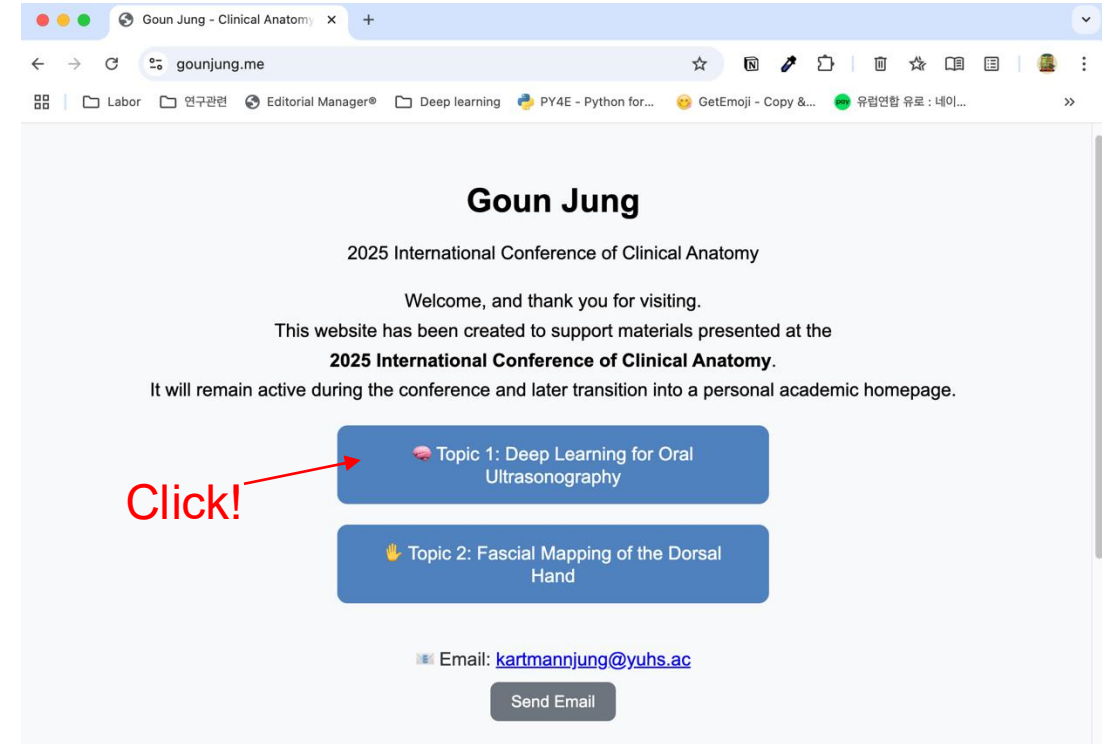 Goun Jung - Clinical Anatomy
gounjung.me
Labor 연구관련 Editorial Manager® Deep learning PY4E - Python for... GetEmoji - Copy &... 유럽연합 유로 : 네이...
Goun Jung
2025 International Conference of Clinical Anatomy
Welcome, and thank you for visiting.
This website has been created to support materials presented at the
2025 International Conference of Clinical Anatomy.
It will remain active during the conference and later transition into a personal academic homepage.
🧠 Topic 1: Deep Learning for Oral
Ultrasonography
Click!
🖐 Topic 2: Fascial Mapping of the Dorsal
Hand
📧 Email: kartmannjung@yuhs.ac
Send Email